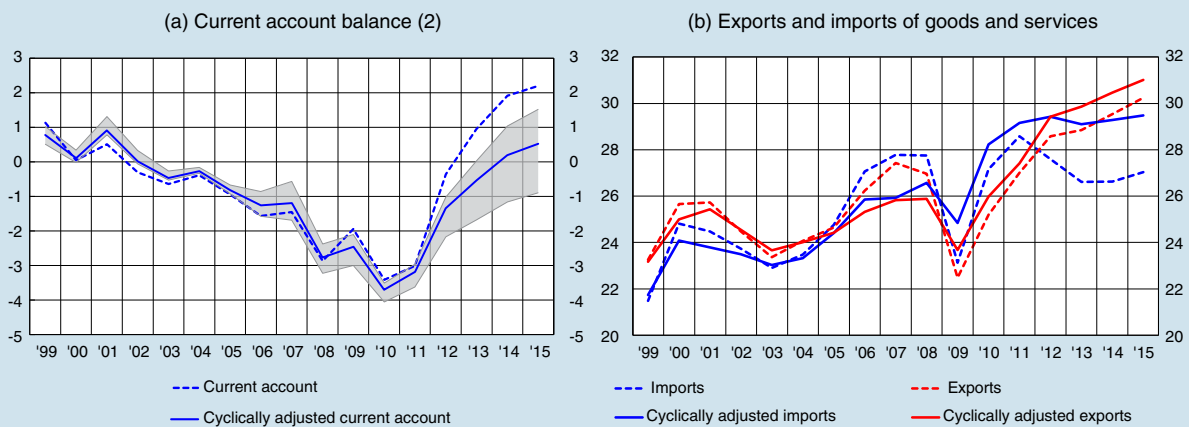 (a) Current account balance (2)
3 3
2 2
1 1
0 0
-1 -1
-2 -2
-3 -3
-4 -4
-5 -5
'99 '00 '01 '02 '03 '04 '05 '06 '07 '08 '09 '10 '11 '12 '13 '14 '15
Current account
Cyclically adjusted current account
(b) Exports and imports of goods and services
32 32
30 30
28 28
26 26
24 24
22 22
20 20
'99 '00 '01 '02 '03 '04 '05 '06 '07 '08 '09 '10 '11 '12 '13 '14 '15
Imports Exports
Cyclically adjusted imports Cyclically adjusted exports